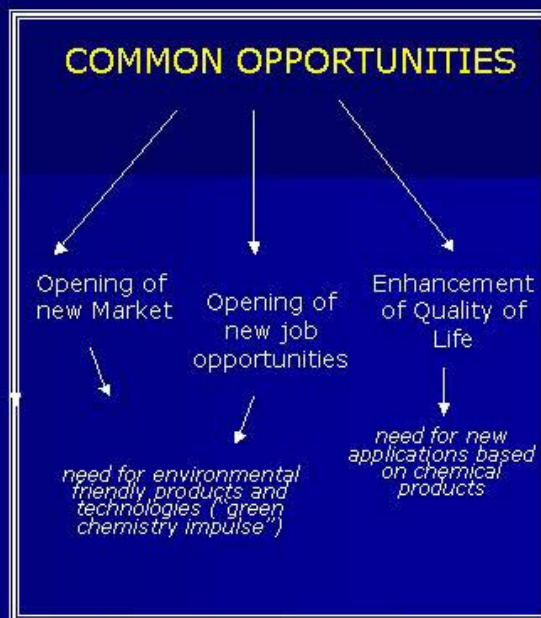 COMMON OPPORTUNITIES
Opening of
new Market
Opening of
new job
opportunities
Enhancement
of Quality of
Life
need for environmental
friendly products and
technologies ("green
chemistry impulse")
need for new
applications based
on chemical
products